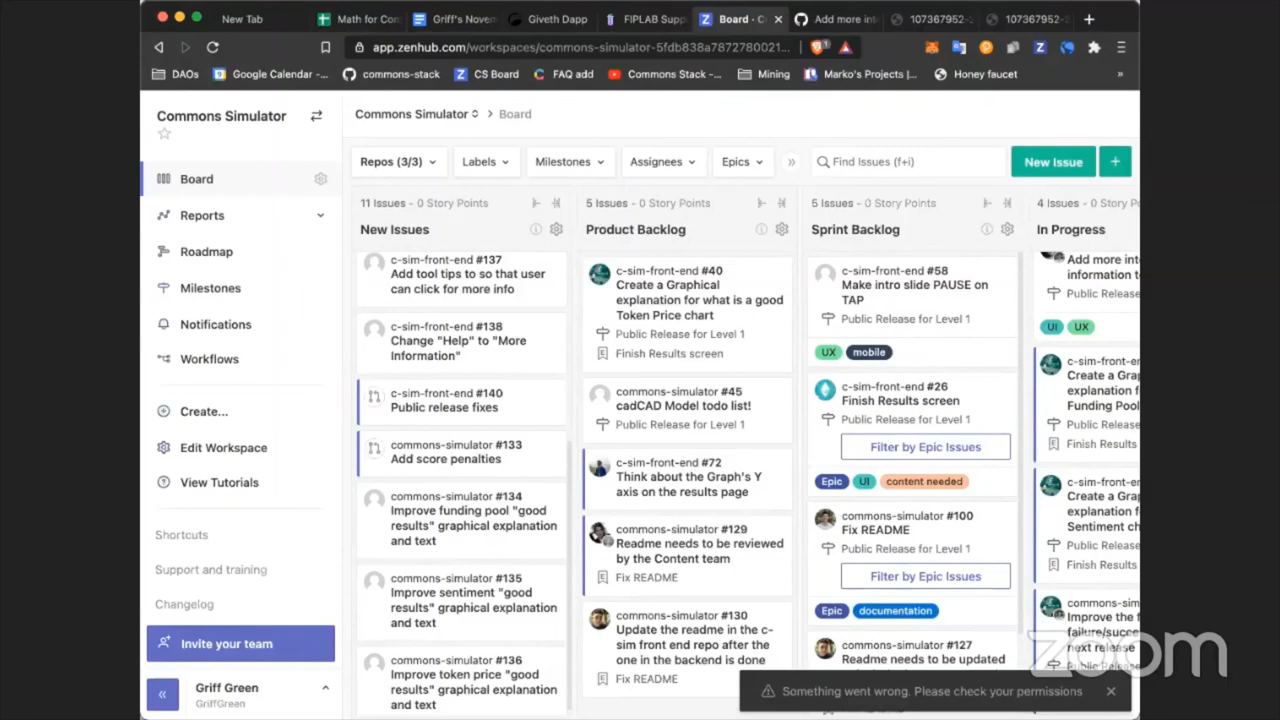 New Tab
Math for Con
Griff's Novem
Giveth Dapp
FIPLAB Supp
Board · C
Add more int
107367952-
107367952-2
app.zenhub.com/workspaces/commons-simulator-5fdb838a7872780021...
DAOs
Google Calendar -...
commons-stack
CS Board
FAQ add
Commons Stack -...
Mining
Marko's Projects |...
Honey faucet
»
Commons Simulator
Commons Simulator
Board
Board
Reports
Roadmap
Milestones
Notifications
Workflows
Create...
Edit Workspace
View Tutorials
Shortcuts
Support and training
Changelog
Invite your team
«
Griff Green
GriffGreen
Repos (3/3)
Labels
Milestones
Assignees
Epics
»
Find Issues (f+i)
New Issue
+
11 Issues - 0 Story Points
New Issues
c-sim-front-end #137
Add tool tips to so that user
can click for more info
c-sim-front-end #138
Change "Help" to "More
Information"
c-sim-front-end #140
Public release fixes
commons-simulator #133
Add score penalties
commons-simulator #134
Improve funding pool "good
results" graphical explanation
and text
commons-simulator #135
Improve sentiment "good
results" graphical explanation
and text
commons-simulator #136
Improve token price "good
results" graphical explanation
and text
5 Issues - 0 Story Points
Product Backlog
c-sim-front-end #40
Create a Graphical
explanation for what is a good
Token Price chart
Public Release for Level 1
Finish Results screen
commons-simulator #45
cadCAD Model todo list!
Public Release for Level 1
c-sim-front-end #72
Think about the Graph's Y
axis on the results page
commons-simulator #129
Readme needs to be reviewed
by the Content team
Fix README
commons-simulator #130
Update the readme in the c-
sim front end repo after the
one in the backend is done
Fix README
5 Issues - 0 Story Points
Sprint Backlog
c-sim-front-end #58
Make intro slide PAUSE on
TAP
Public Release for Level 1
UX
mobile
c-sim-front-end #26
Finish Results screen
Public Release for Level 1
Filter by Epic Issues
Epic
UI
content needed
commons-simulator #100
Fix README
Public Release for Level 1
Filter by Epic Issues
Epic
documentation
commons-simulator #127
Readme needs to be updated
4 Issues - 0 Story P
In Progress
Add more inte
information to
Public Release
UI
UX
c-sim-front-en
Create a Grap
explanation fo
Funding Pool
Public Release
Finish Results
c-sim-front-en
Create a Grap
explanation fo
Sentiment ch
Public Release
Finish Results
commons-sim
Improve the f
failure/succe
next release
Public Release
Something went wrong. Please check your permissions
zoom